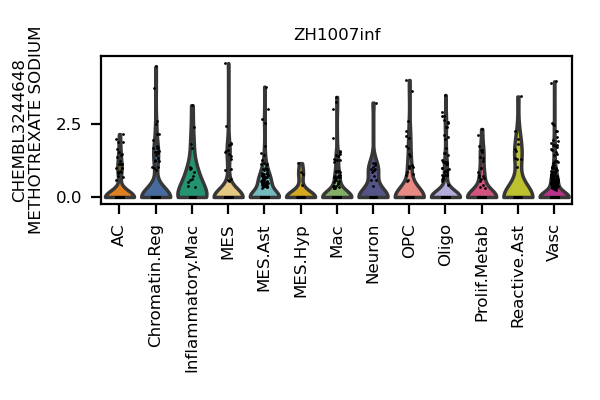 ZH1007inf
CHEMBL3244648
METHOTREXATE SODIUM
2.5
0.0
AC
Chromatin.Reg
Inflammatory.Mac
MES
MES.Ast
MES.Hyp
Mac
Neuron
OPC
Oligo
Prolif.Metab
Reactive.Ast
Vasc